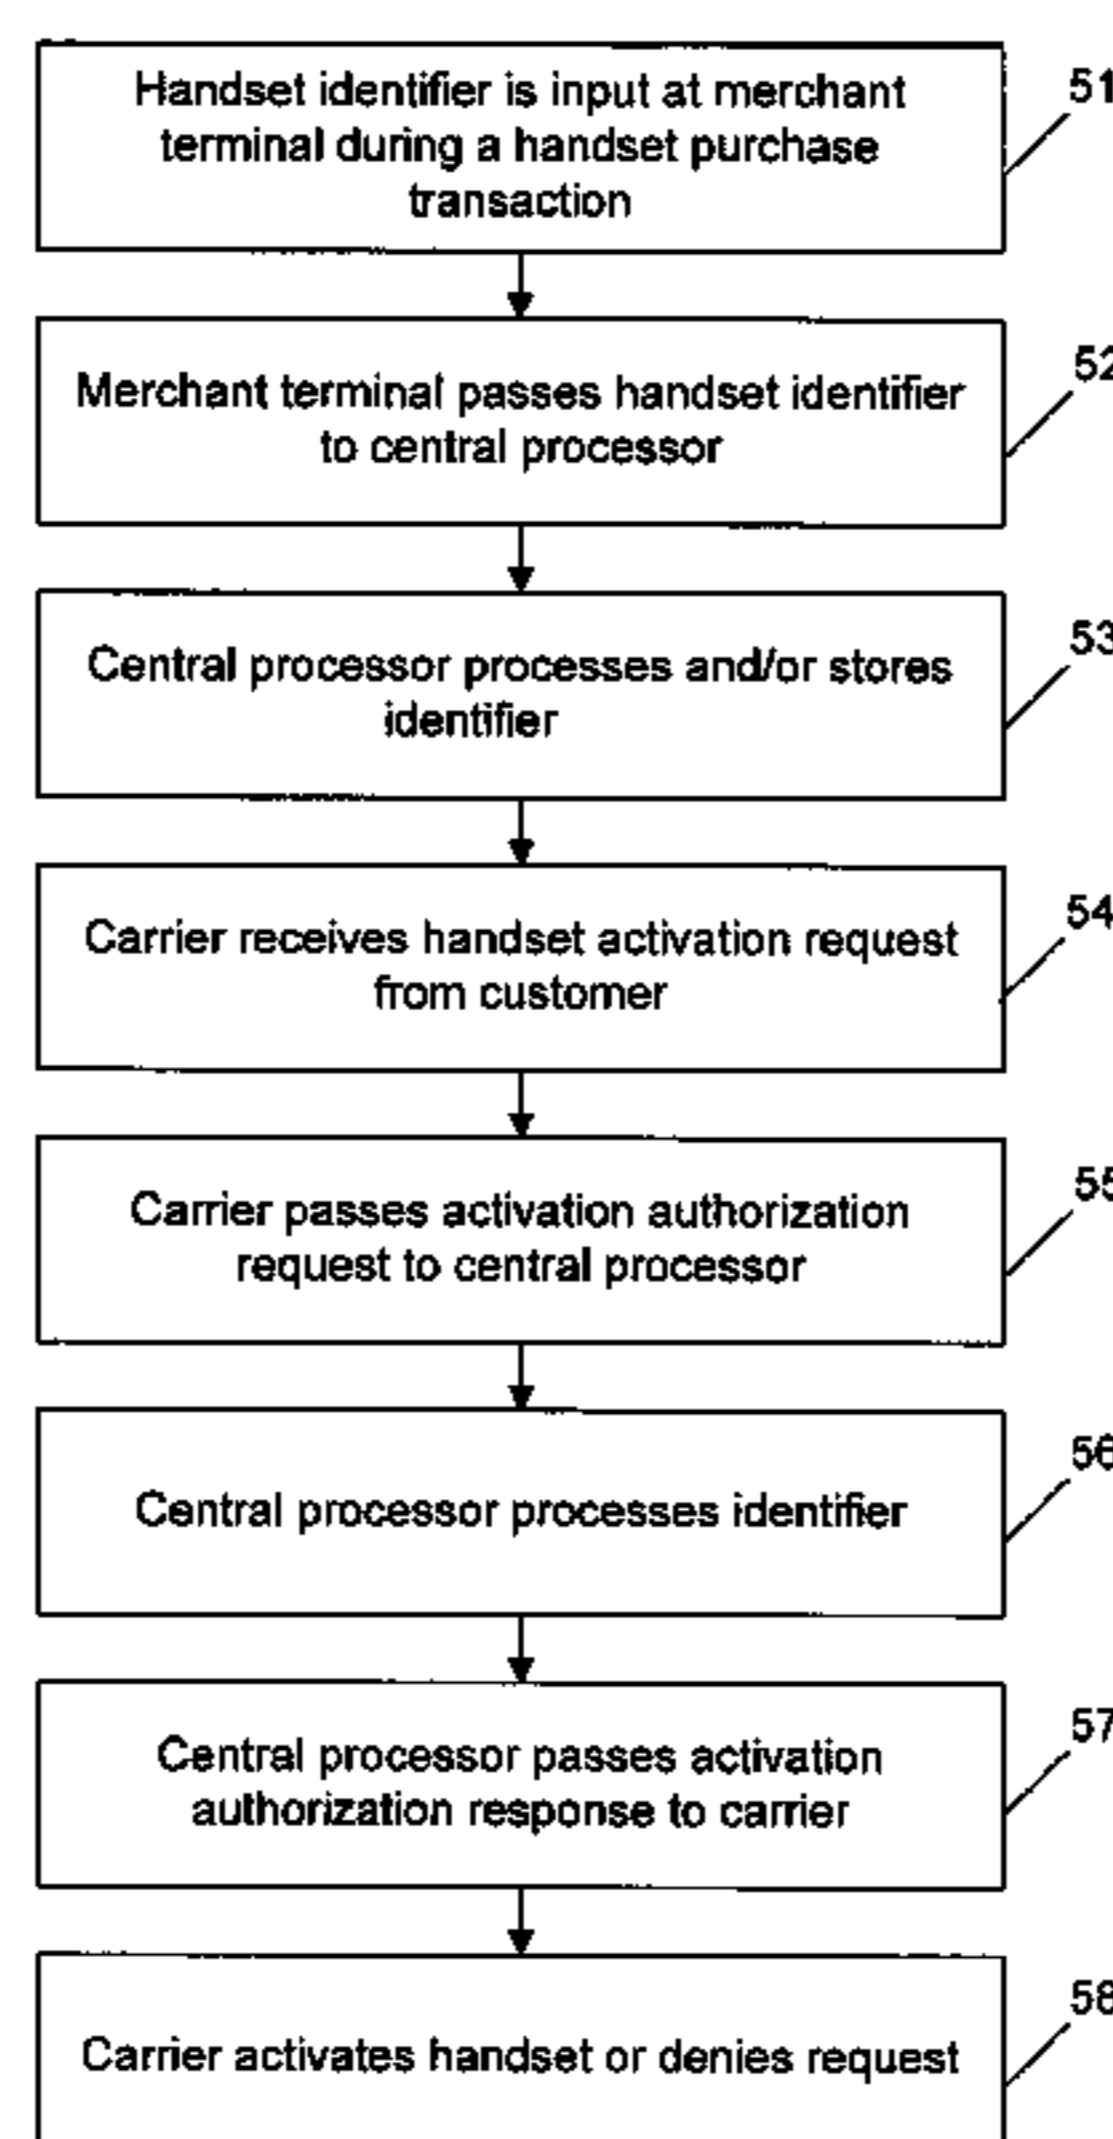 Handset identifier is input at merchant
terminal during a handset purchase
transaction
51
Merchant terminal passes handset identifier
to central processor
52
Central processor processes and/or stores
identifier
53
Carrier receives handset activation request
from customer
54
Carrier passes activation authorization
request to central processor
55
Central processor processes identifier
56
Central processor passes activation
authorization response to carrier
57
Carrier activates handset or denies request
58